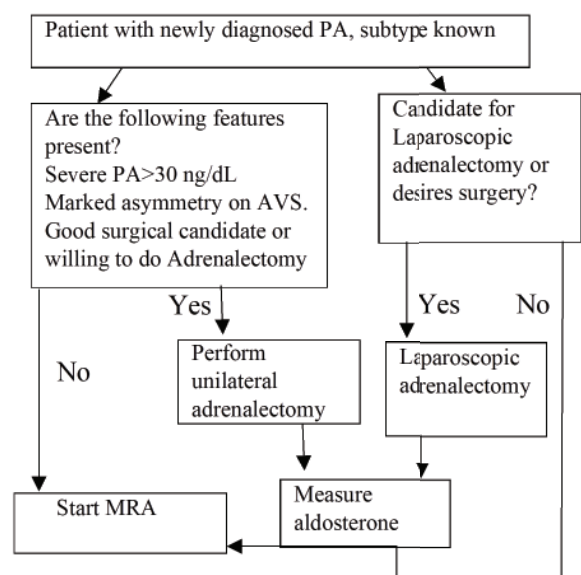 Patient with newly diagnosed PA, subtype known
Are the following features
present?
Severe PA>30 ng/dL
Marked asymmetry on AVS.
Good surgical candidate or
willing to do Adrenalectomy
Candidate for
Laparoscopic
adrenalectomy or
desires surgery?
Yes
Yes
No
No
Perform
unilateral
adrenalectomy
Laparoscopic
adrenalectomy
Start MRA
Measure
aldosterone